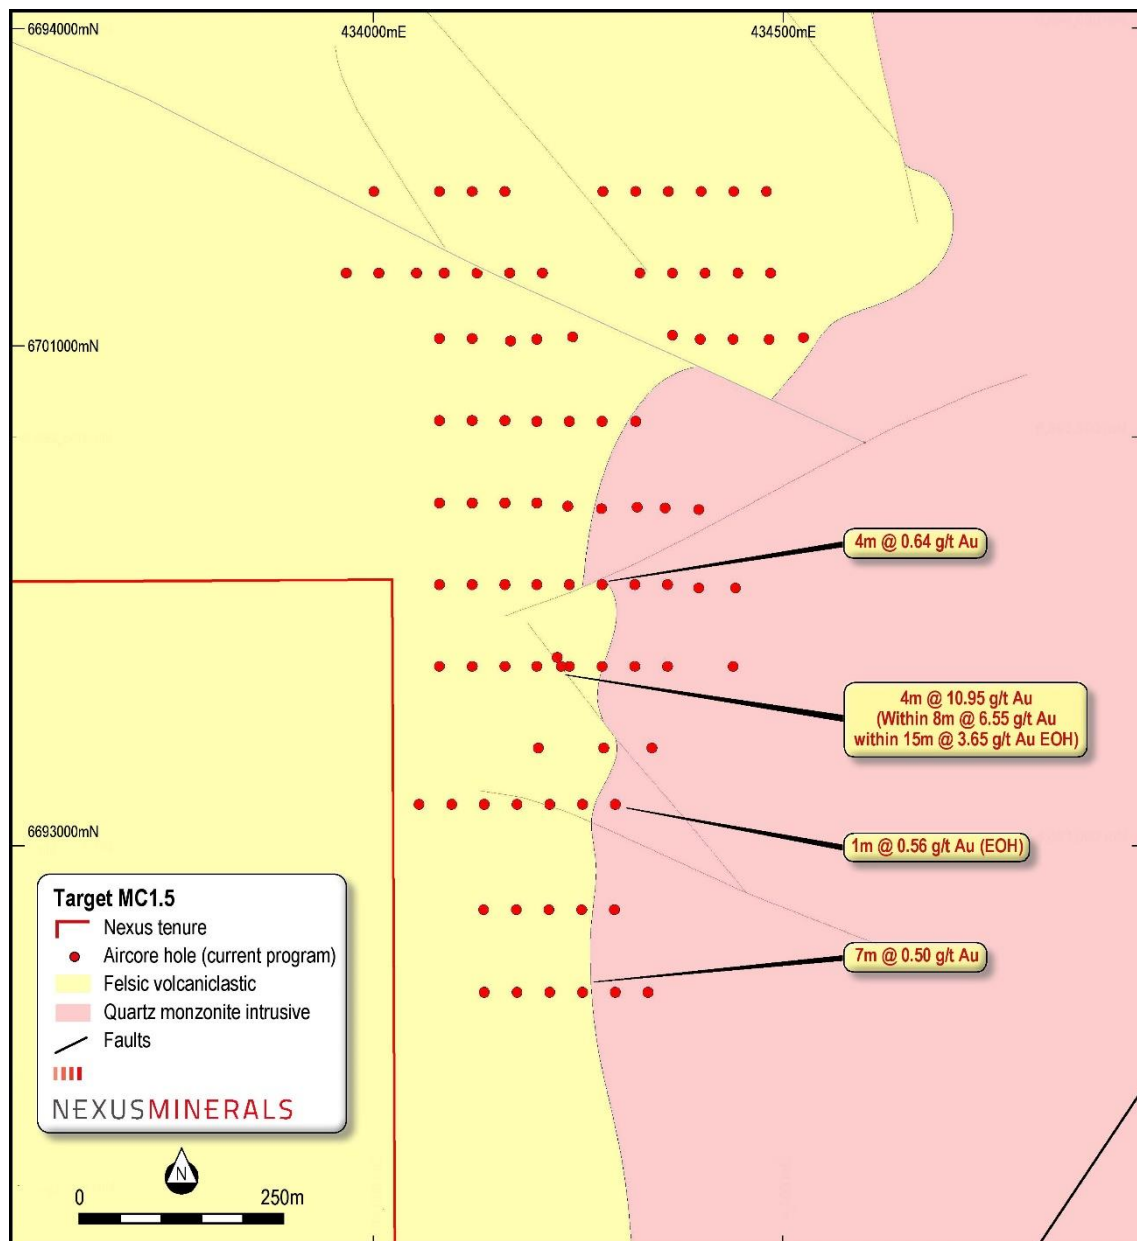 6694000mN
434000mE
434500mE
6701000mN
4m @ 0.64 g/t Au
4m @ 10.95 g/t Au
(Within 8m @ 6.55 g/t Au
within 15m @ 3.65 g/t Au EOH)
6693000mN
1m @ 0.56 g/t Au (EOH)
7m @ 0.50 g/t Au
Target MC1.5
Nexus tenure
Aircore hole (current program)
Felsic volcaniclastic
Quartz monzonite intrusive
Faults
NEXUSMINERALS
N
0 250m